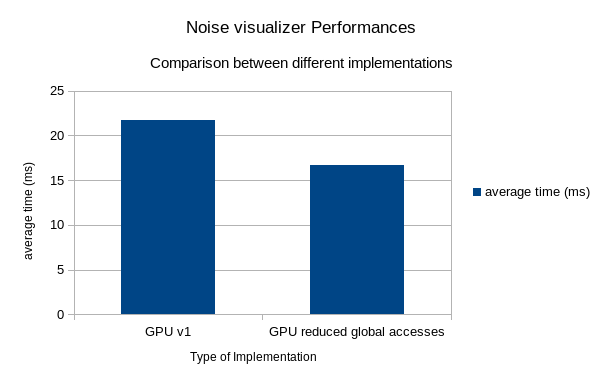 Noise visualizer Performances
Comparison between different implementations
25
20
15
10
5
0
average time (ms)
average time (ms)
GPU v1
GPU reduced global accesses
Type of Implementation